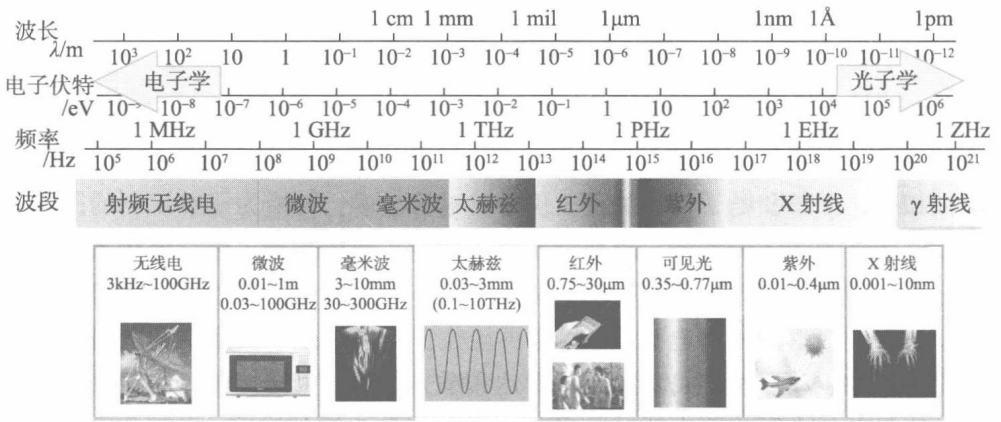 波长 1 cm 1 mm 1 mil 1μm 1nm 1Å 1pm
λ/m 10³ 10² 10 1 10⁻¹ 10⁻² 10⁻³ 10⁻⁴ 10⁻⁵ 10⁻⁶ 10⁻⁷ 10⁻⁸ 10⁻⁹ 10⁻¹⁰ 10⁻¹¹ 10⁻¹²
电子伏特 电子学 光子学
/eV 10⁻⁹ 10⁻⁸ 10⁻⁷ 10⁻⁶ 10⁻⁵ 10⁻⁴ 10⁻³ 10⁻² 10⁻¹ 1 10 10² 10³ 10⁴ 10⁵ 10⁶
频率 1 MHz 1 GHz 1 THz 1 PHz 1 EHz 1 ZHz
/Hz 10⁵ 10⁶ 10⁷ 10⁸ 10⁹ 10¹⁰ 10¹¹ 10¹² 10¹³ 10¹⁴ 10¹⁵ 10¹⁶ 10¹⁷ 10¹⁸ 10¹⁹ 10²⁰ 10²¹
波段 射频无线电 微波 毫米波 太赫兹 红外 紫外 X 射线 γ 射线
无线电 微波 毫米波 太赫兹 红外 可见光 紫外 X 射线
3kHz~100GHz 0.01~1m 3~10mm 0.03~3mm 0.75~30μm 0.35~0.77μm 0.01~0.4μm 0.001~10nm
0.03~100GHz 30~300GHz (0.1~10THz)